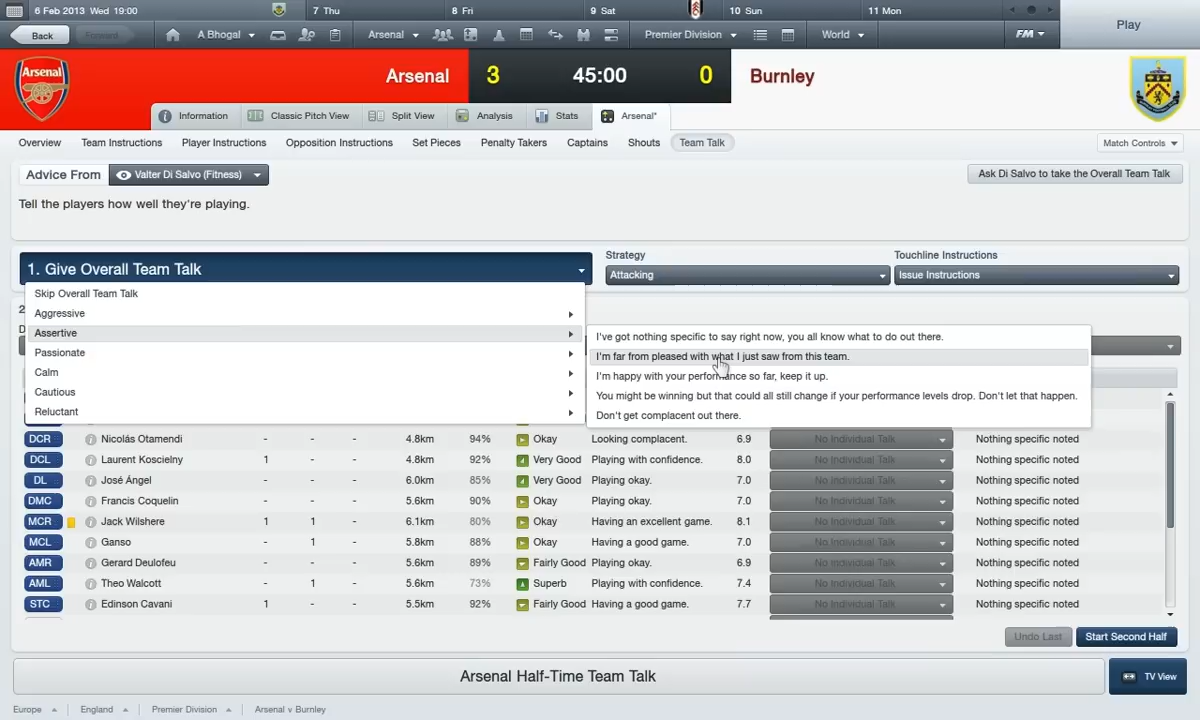 6 Feb 2013 Wed 19:00 7 Thu 8 Fri 9 Sat 10 Sun 11 Mon
Back Forward A Bhogal Arsenal Premier Division World FM Play
Arsenal
Arsenal 3 45:00 0 Burnley
Information Classic Pitch View Split View Analysis Stats Arsenal*
Overview Team Instructions Player Instructions Opposition Instructions Set Pieces Penalty Takers Captains Shouts Team Talk Match Controls
Advice From Valter Di Salvo (Fitness) Ask Di Salvo to take the Overall Team Talk
Tell the players how well they're playing.
Strategy Touchline Instructions
1. Give Overall Team Talk Attacking Issue Instructions
Skip Overall Team Talk
Aggressive
Assertive
Passionate
Calm
Cautious
Reluctant
I've got nothing specific to say right now, you all know what to do out there.
I'm far from pleased with what I just saw from this team.
I'm happy with your performance so far, keep it up.
You might be winning but that could all still change if your performance levels drop. Don't let that happen.
Don't get complacent out there.
DCR Nicolás Otamendi - - - 4.8km 94% Okay Looking complacent. 6.9 No Individual Talk Nothing specific noted
DCL Laurent Koscielny 1 - - 4.8km 92% Very Good Playing with confidence. 8.0 No Individual Talk Nothing specific noted
DL José Ángel - - - 6.0km 85% Very Good Playing okay. 7.0 No Individual Talk Nothing specific noted
DMC Francis Coquelin - - - 5.6km 90% Okay Playing okay. 7.0 No Individual Talk Nothing specific noted
MCR Jack Wilshere 1 1 - 6.1km 80% Okay Having an excellent game. 8.1 No Individual Talk Nothing specific noted
MCL Ganso - 1 - 5.8km 88% Okay Having a good game. 7.0 No Individual Talk Nothing specific noted
AMR Gerard Deulofeu - - - 5.6km 89% Fairly Good Playing okay. 6.9 No Individual Talk Nothing specific noted
AML Theo Walcott - 1 - 5.6km 73% Superb Playing with confidence. 7.4 No Individual Talk Nothing specific noted
STC Edinson Cavani 1 - - 5.5km 92% Fairly Good Having a good game. 7.7 No Individual Talk Nothing specific noted
Undo Last Start Second Half
Arsenal Half-Time Team Talk TV View
Europe England Premier Division Arsenal v Burnley